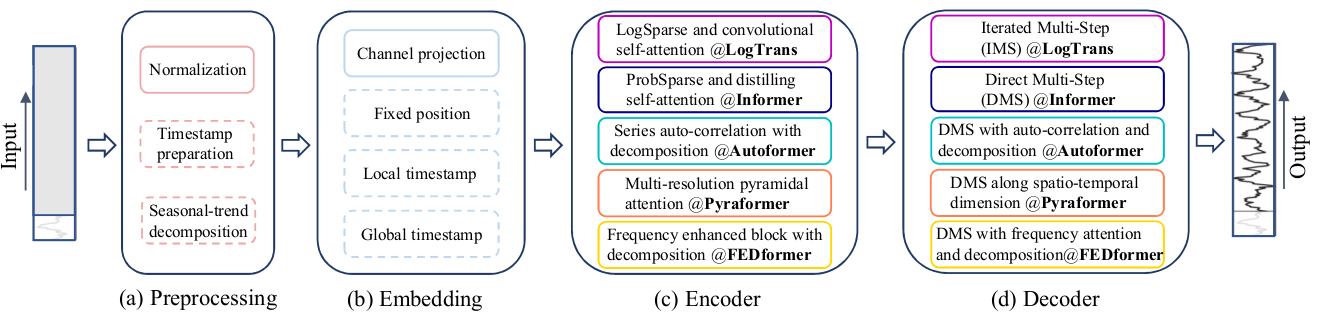 Input
Normalization
Timestamp
preparation
Seasonal-trend
decomposition
(a) Preprocessing
Channel projection
Fixed position
Local timestamp
Global timestamp
(b) Embedding
LogSparse and convolutional
self-attention @LogTrans
ProbSparse and distilling
self-attention @Informer
Series auto-correlation with
decomposition @Autoformer
Multi-resolution pyramidal
attention @Pyraformer
Frequency enhanced block with
decomposition @FEDformer
(c) Encoder
Iterated Multi-Step
(IMS) @LogTrans
Direct Multi-Step
(DMS) @Informer
DMS with auto-correlation and
decomposition @Autoformer
DMS along spatio-temporal
dimension @Pyraformer
DMS with frequency attention
and decomposition@FEDformer
(d) Decoder
Output